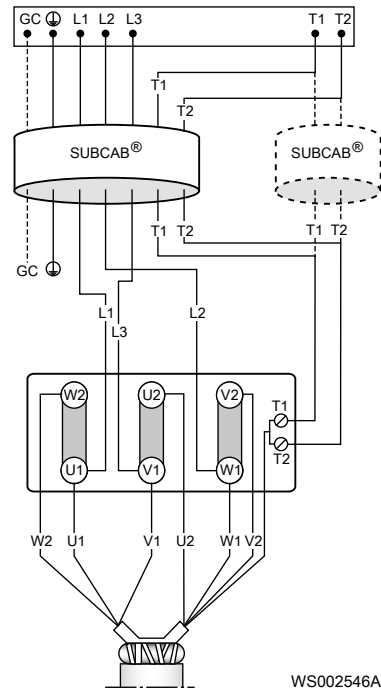 GC L1 L2 L3 T1 T2
T1
T2
SUBCAB® SUBCAB®
T1 T2 T1 T2
GC
L1 L2
L3
W2 U2 V2
T1
U1 V1 W1
T2
W2 U1 V1 U2 W1 V2
WS002546A